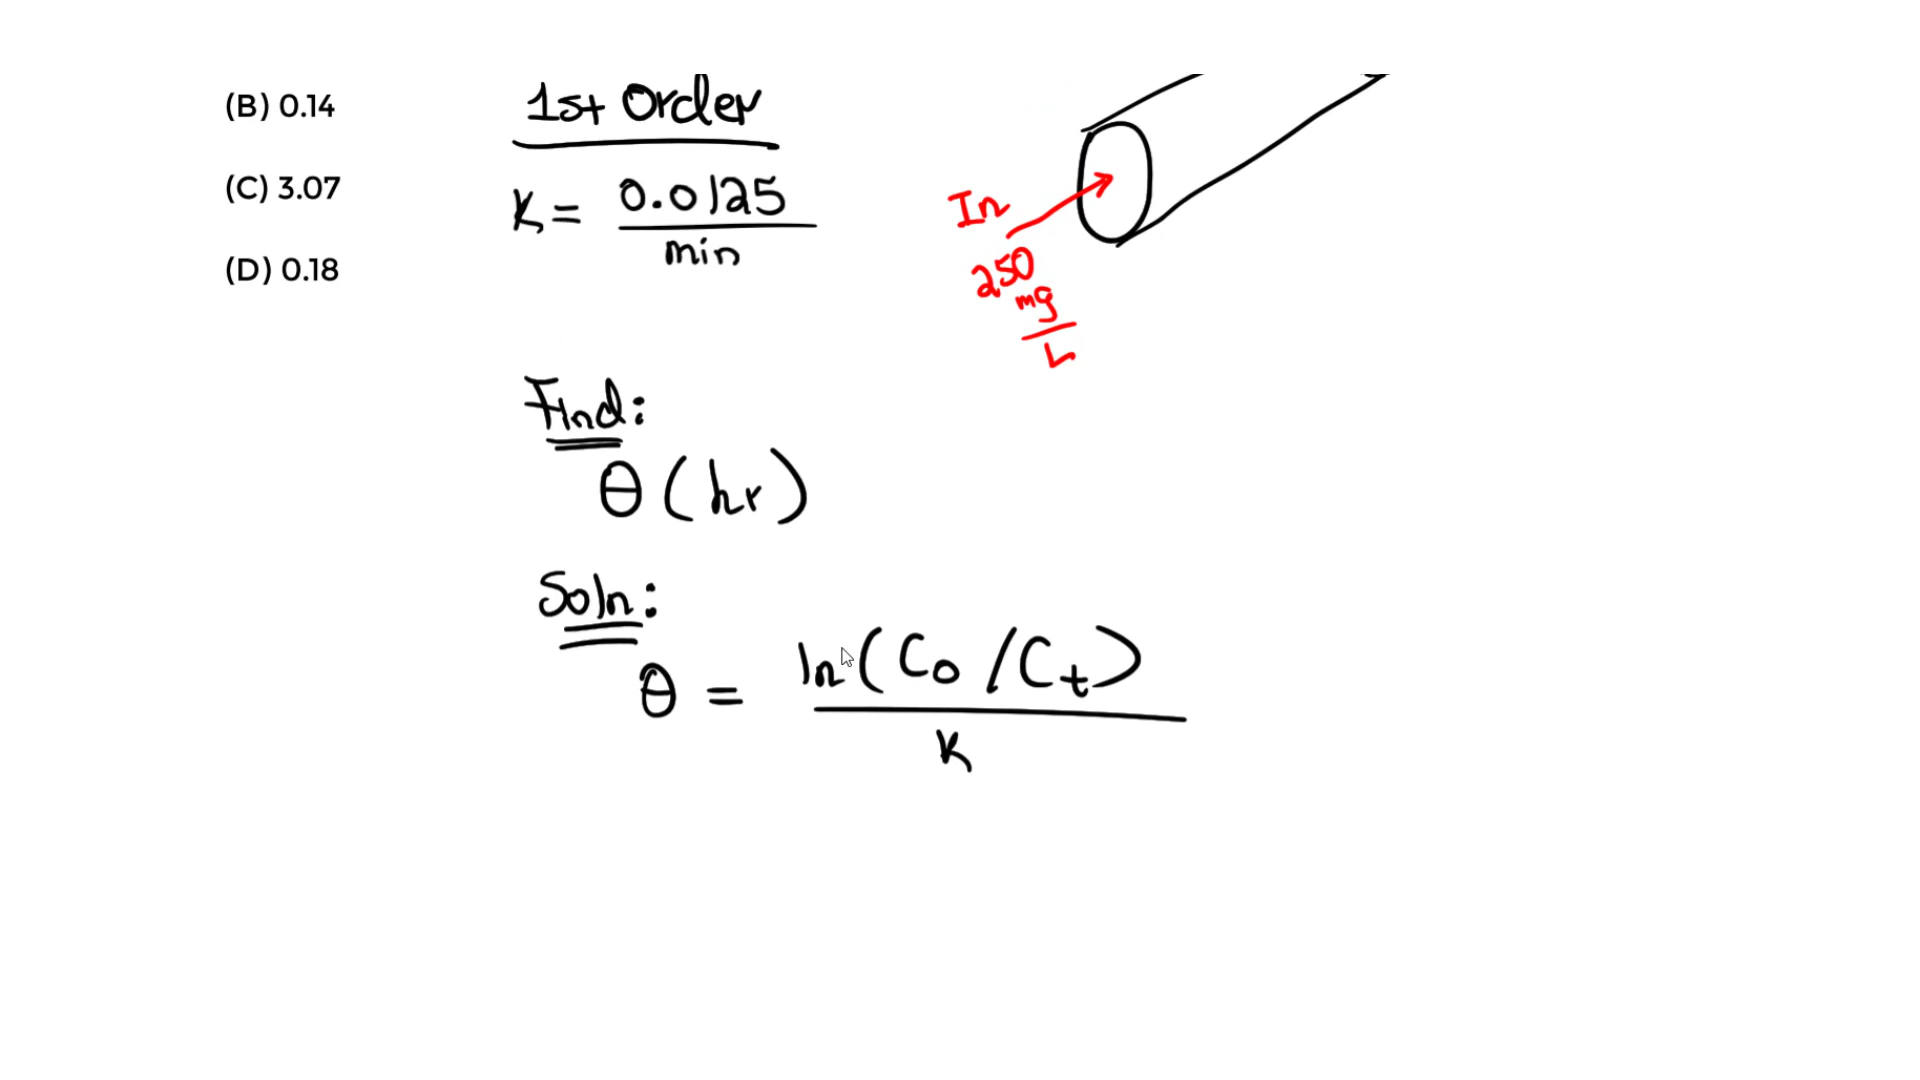 (B) 0.14
(C) 3.07
(D) 0.18
1st Order
K = 0.0125
min
In
250
mg
L
Find:
θ (hr)
Soln:
θ = ln(Co/Ct)
K